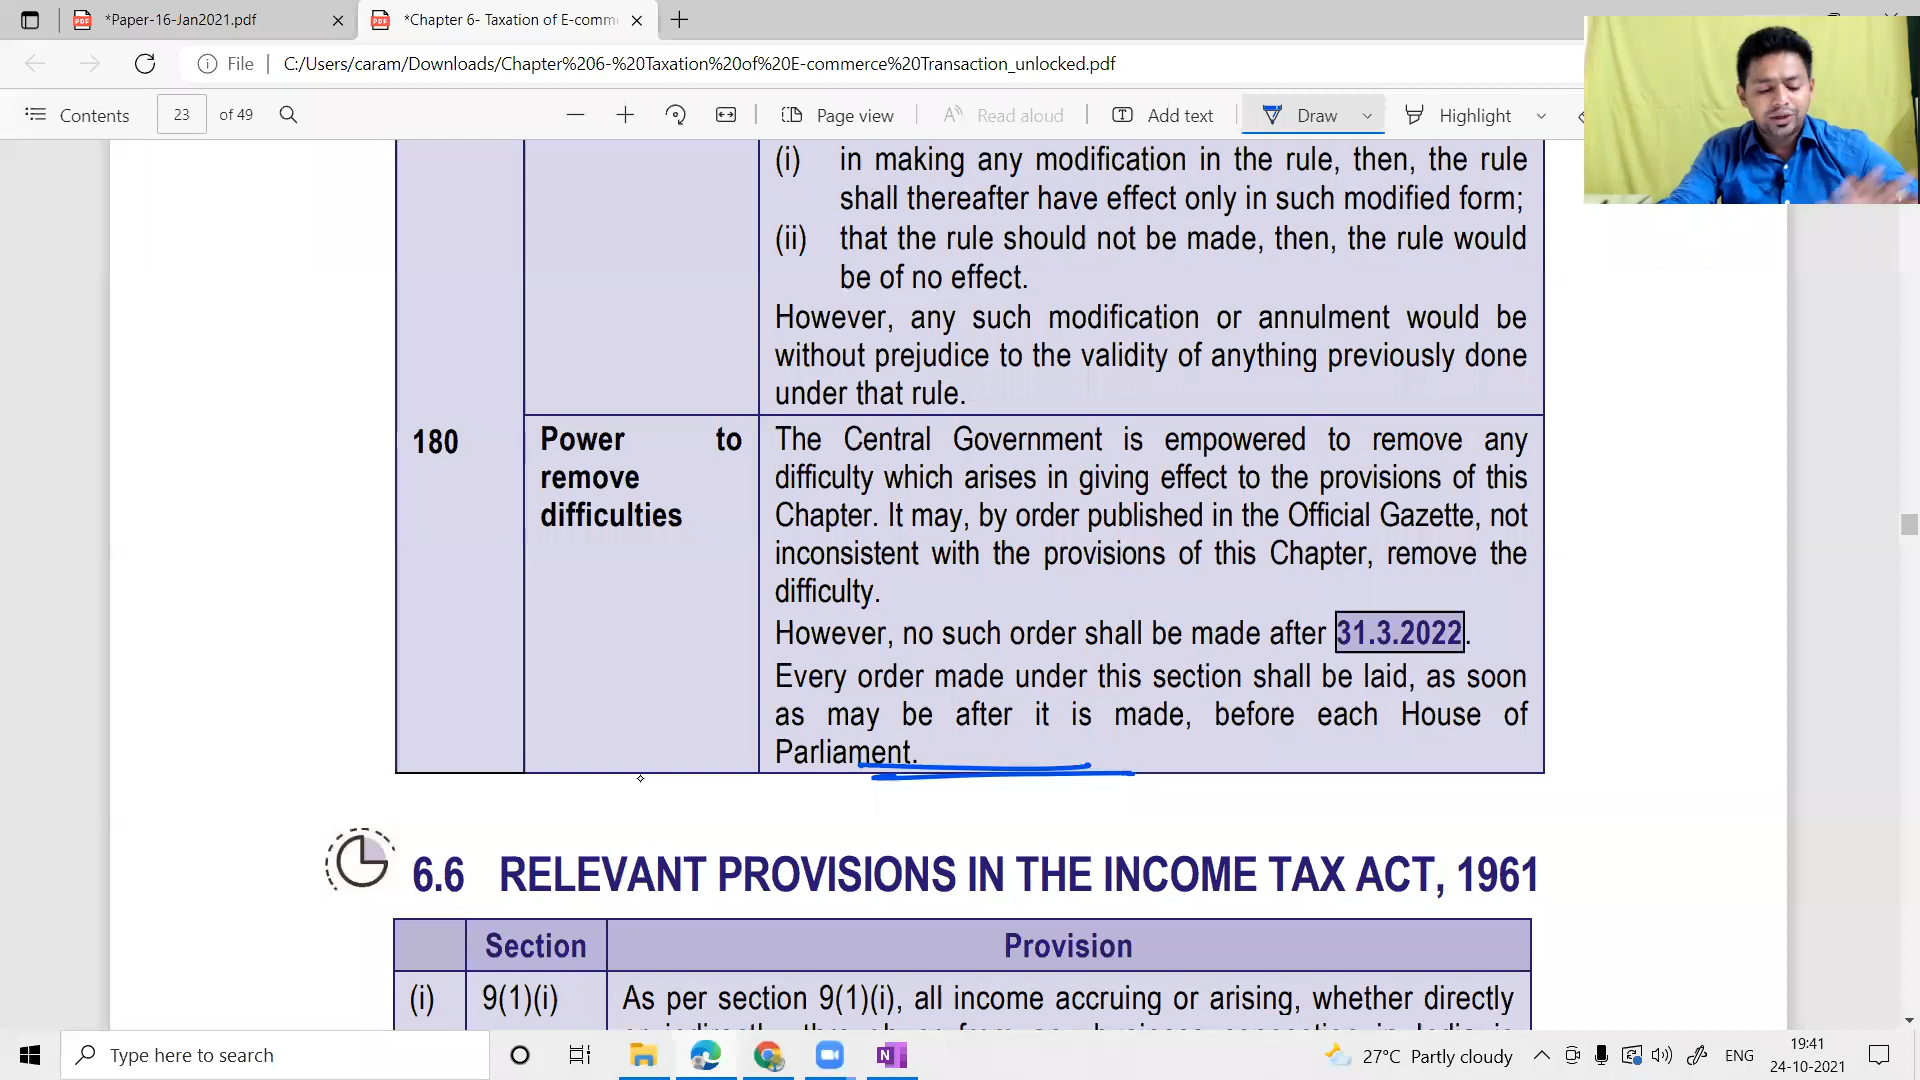 *Paper-16-Jan2021.pdf
*Chapter 6- Taxation of E-comm
File
C:/Users/caram/Downloads/Chapter%206-%20Taxation%20of%20E-commerce%20Transaction_unlocked.pdf
Contents
23
of 49
Page view
Read aloud
Add text
Draw
Highlight
(i) in making any modification in the rule, then, the rule
shall thereafter have effect only in such modified form;
(ii) that the rule should not be made, then, the rule would
be of no effect.
However, any such modification or annulment would be
without prejudice to the validity of anything previously done
under that rule.
180
Power to
remove
difficulties
The Central Government is empowered to remove any
difficulty which arises in giving effect to the provisions of this
Chapter. It may, by order published in the Official Gazette, not
inconsistent with the provisions of this Chapter, remove the
difficulty.
However, no such order shall be made after 31.3.2022.
Every order made under this section shall be laid, as soon
as may be after it is made, before each House of
Parliament.
6.6 RELEVANT PROVISIONS IN THE INCOME TAX ACT, 1961
Section Provision
(i) 9(1)(i) As per section 9(1)(i), all income accruing or arising, whether directly
Type here to search
27°C Partly cloudy
ENG
19:41
24-10-2021